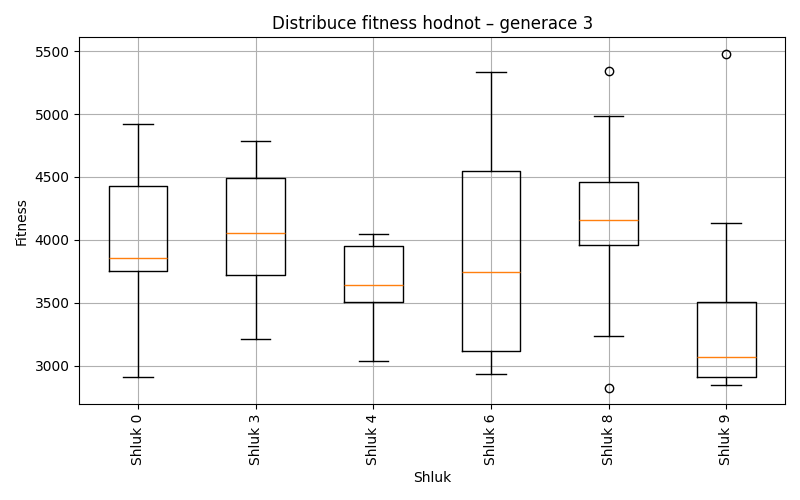 Distribuce fitness hodnot – generace 3
Fitness
5500
5000
4500
4000
3500
3000
Shluk 0
Shluk 3
Shluk 4
Shluk 6
Shluk 8
Shluk 9
Shluk